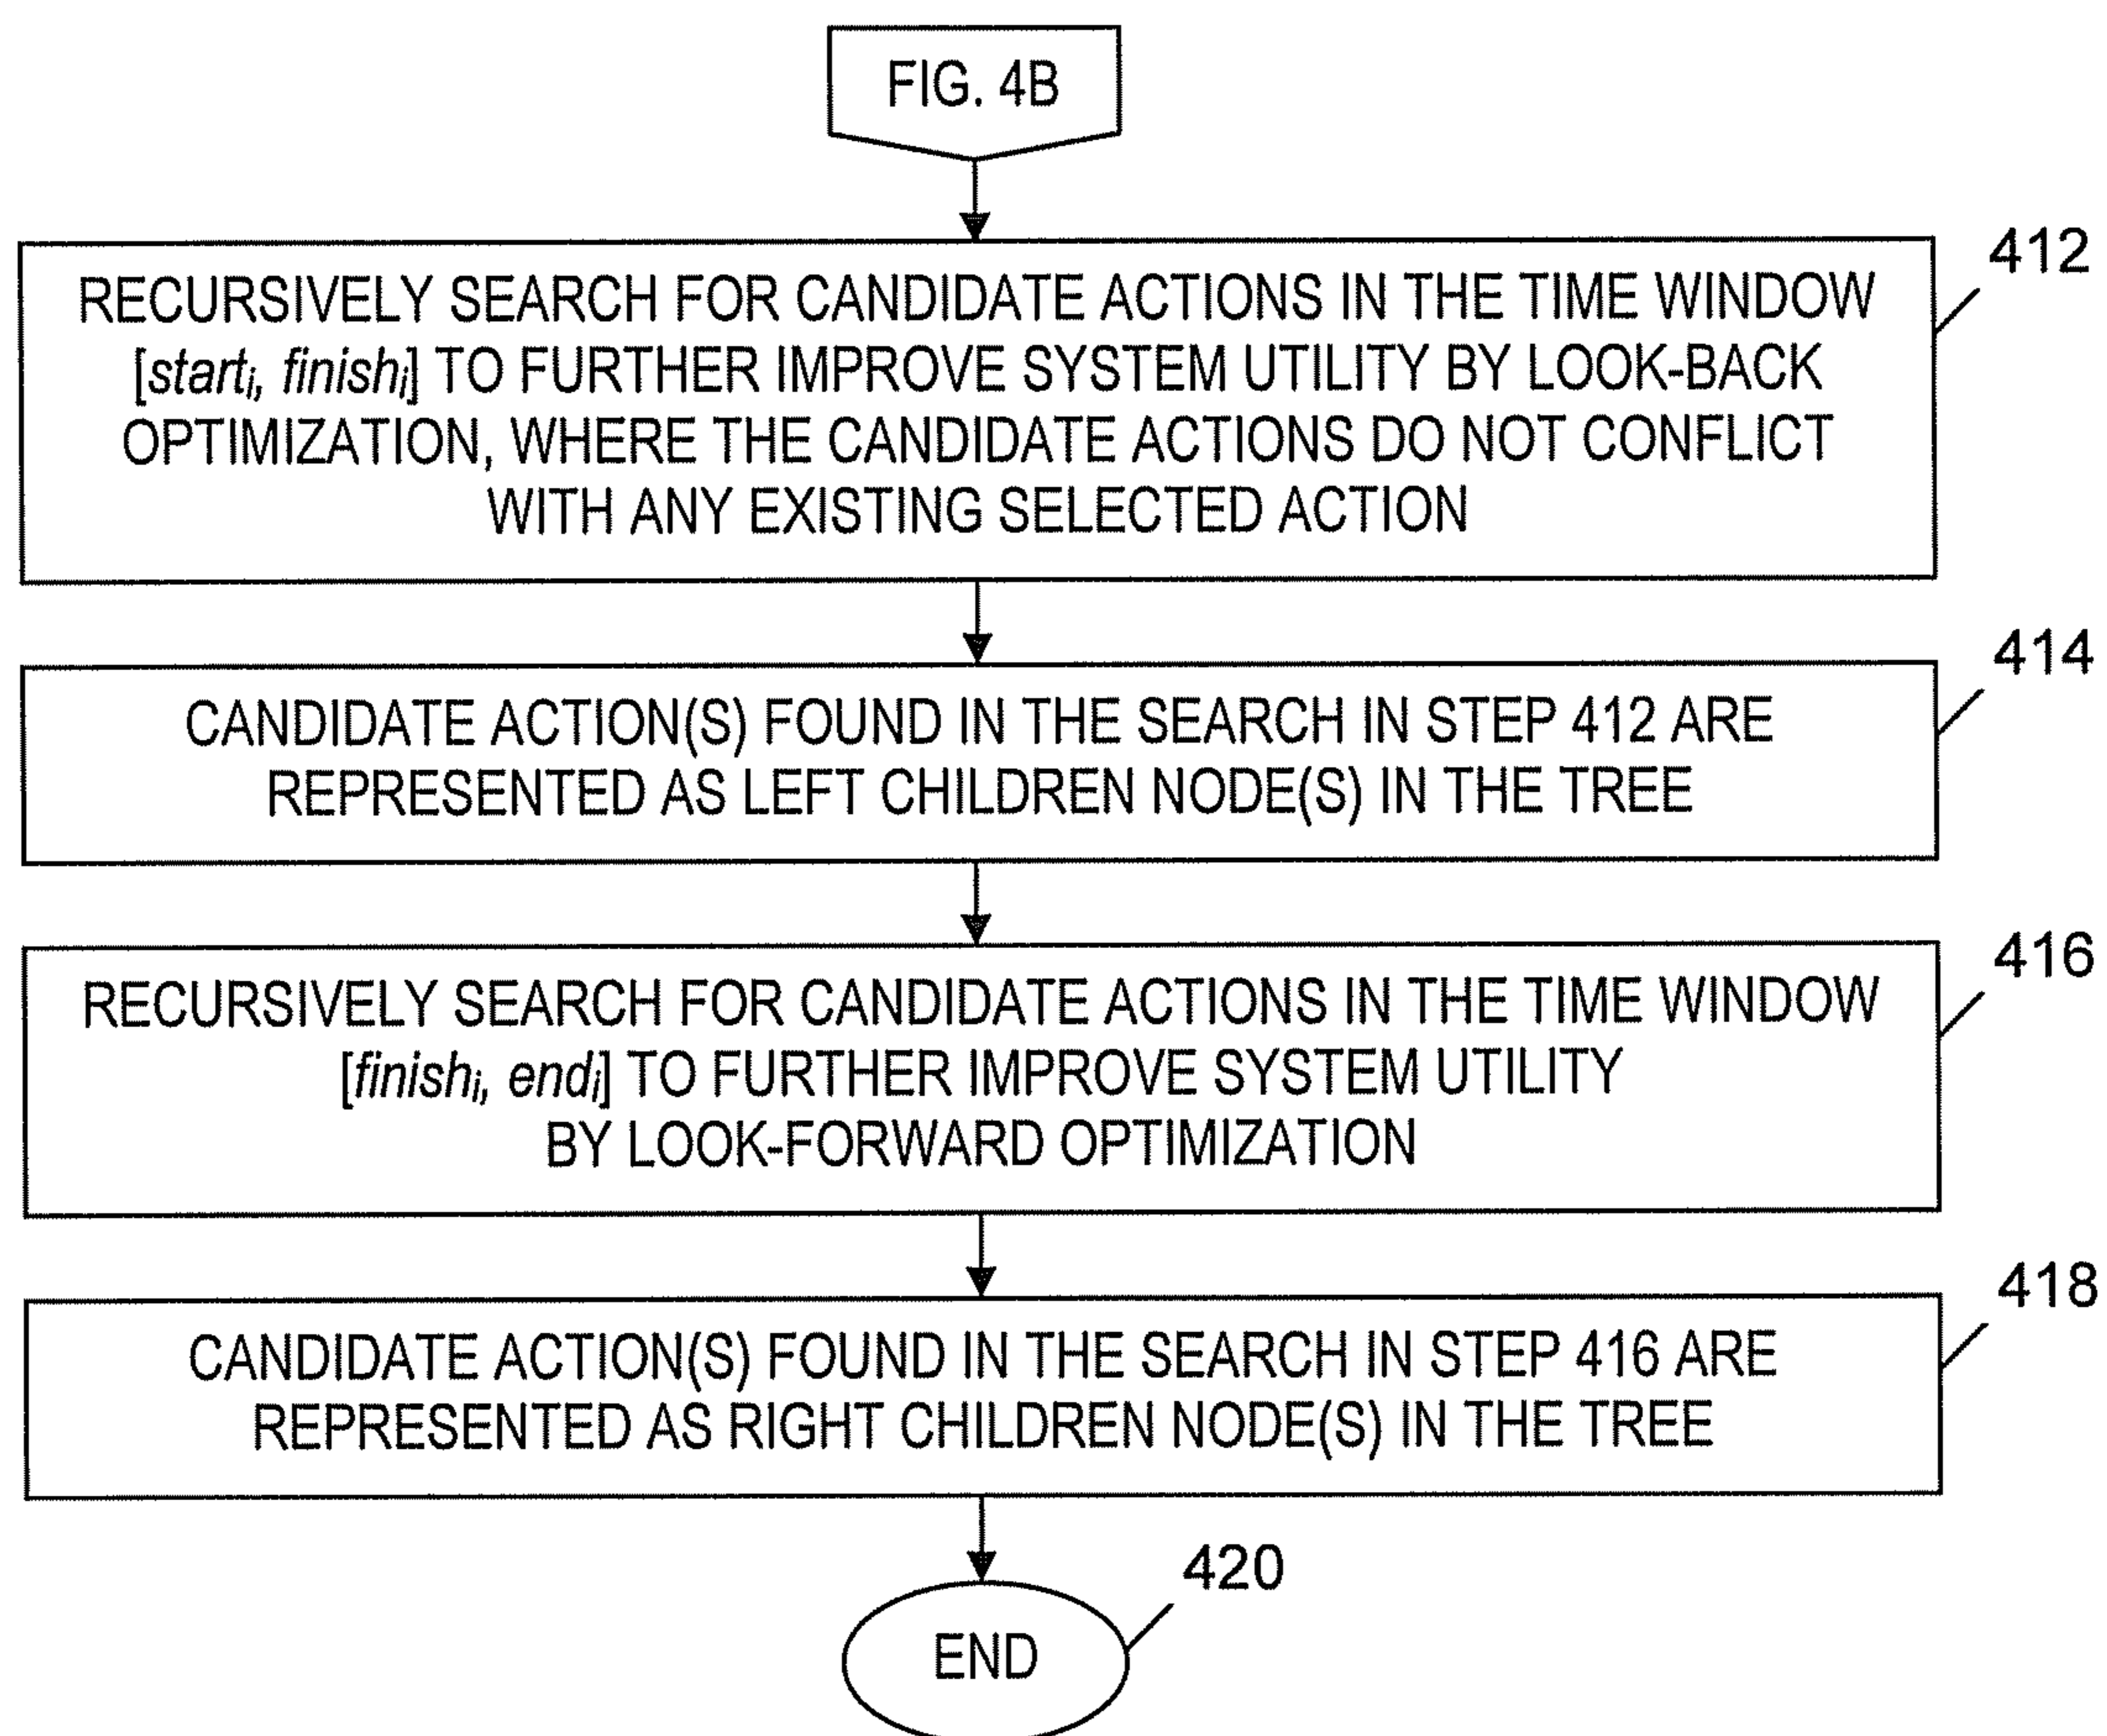 FIG. 4B
412
RECURSIVELY SEARCH FOR CANDIDATE ACTIONS IN THE TIME WINDOW
[startᵢ, finishᵢ] TO FURTHER IMPROVE SYSTEM UTILITY BY LOOK-BACK
OPTIMIZATION, WHERE THE CANDIDATE ACTIONS DO NOT CONFLICT
WITH ANY EXISTING SELECTED ACTION
414
CANDIDATE ACTION(S) FOUND IN THE SEARCH IN STEP 412 ARE
REPRESENTED AS LEFT CHILDREN NODE(S) IN THE TREE
416
RECURSIVELY SEARCH FOR CANDIDATE ACTIONS IN THE TIME WINDOW
[finishᵢ, endᵢ] TO FURTHER IMPROVE SYSTEM UTILITY
BY LOOK-FORWARD OPTIMIZATION
418
CANDIDATE ACTION(S) FOUND IN THE SEARCH IN STEP 416 ARE
REPRESENTED AS RIGHT CHILDREN NODE(S) IN THE TREE
420
END